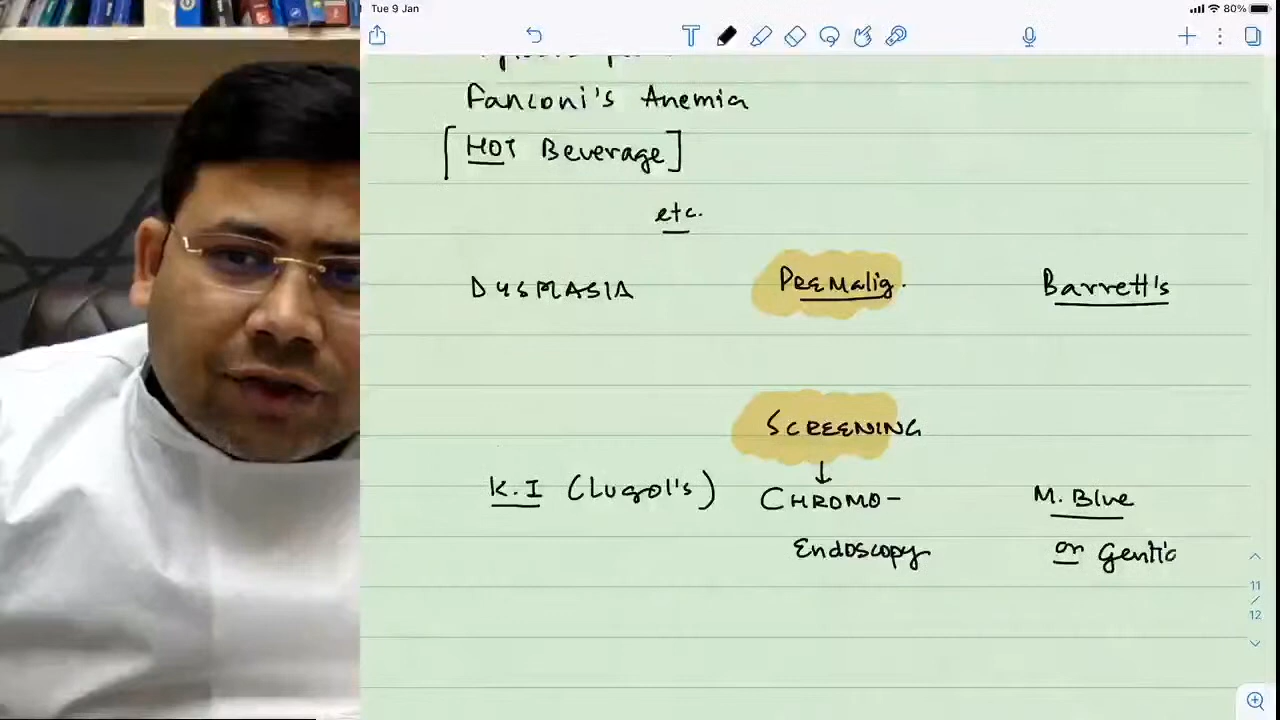 Tue 9 Jan
80%
Fanconi's Anemia
[HOT Beverage]
etc.
DYSPLASIA PREMalig. Barrett's
SCREENING
K.I (Lugol's) CHROMO- M. Blue
Endoscopy or Gentic
11
/
12